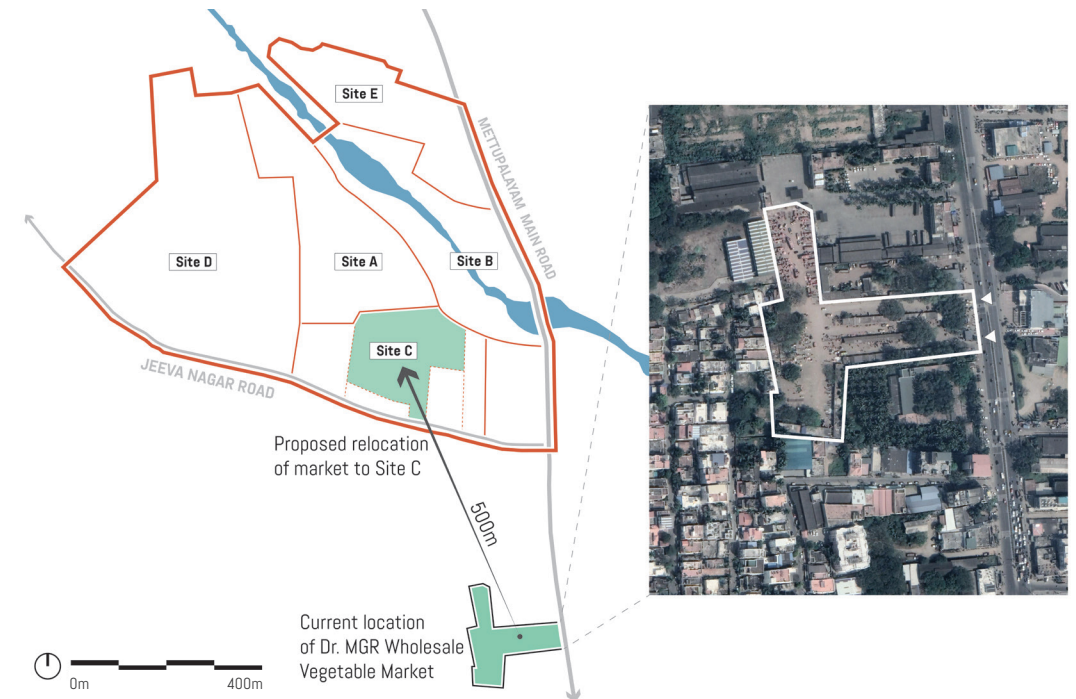 Site E
METTUPALAYAM MAIN ROAD
Site D
Site A
Site B
Site C
JEEVA NAGAR ROAD
Proposed relocation
of market to Site C
500m
Current location
of Dr. MGR Wholesale
Vegetable Market
0m
400m